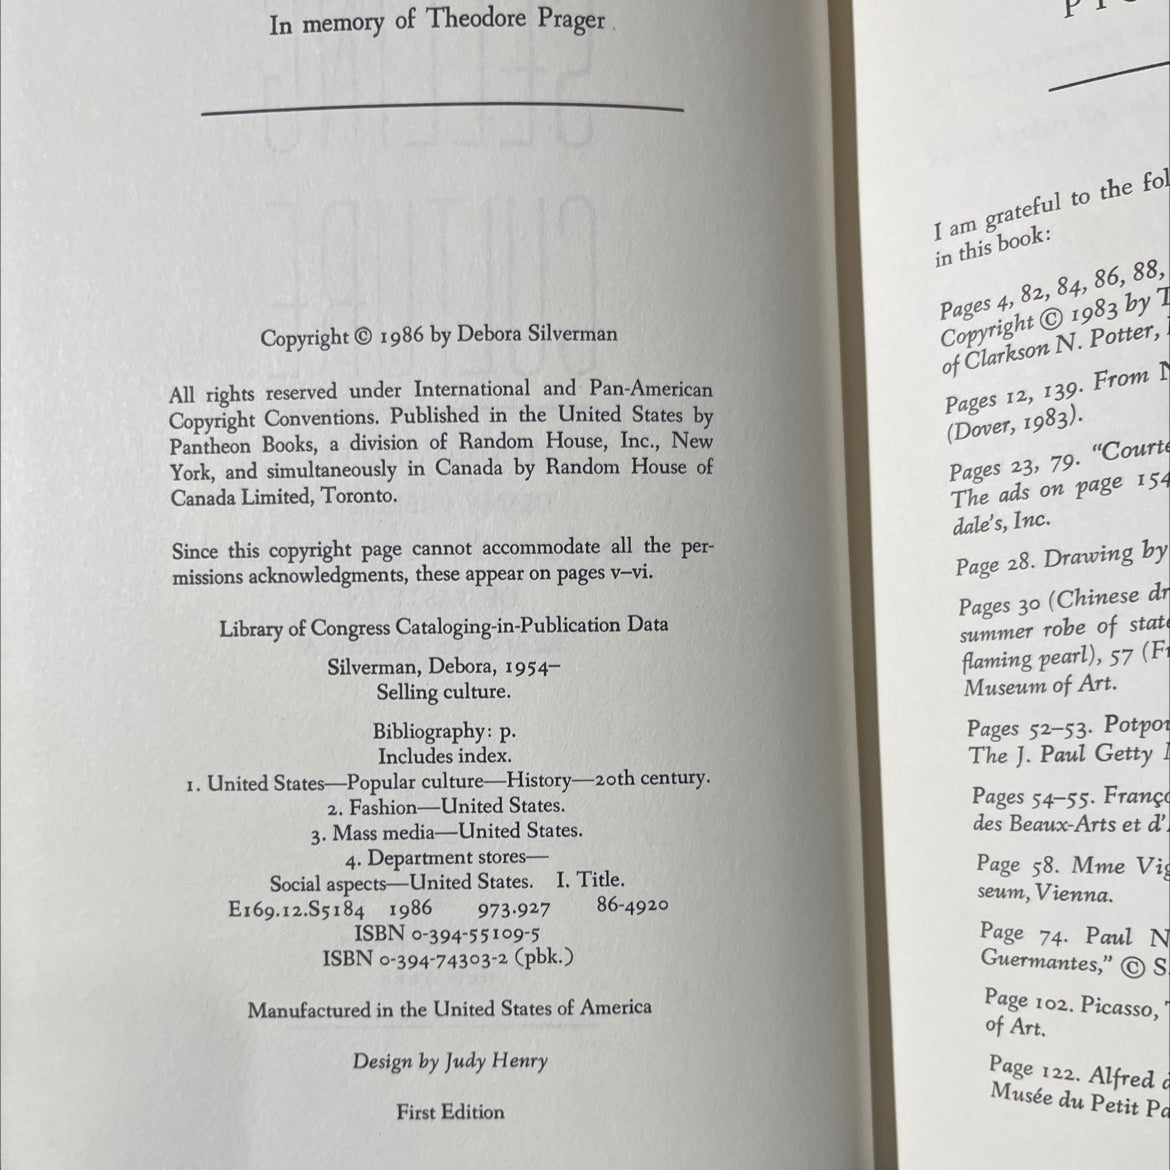 In memory of Theodore Prager
Copyright © 1986 by Debora Silverman
All rights reserved under International and Pan-American
Copyright Conventions. Published in the United States by
Pantheon Books, a division of Random House, Inc., New
York, and simultaneously in Canada by Random House of
Canada Limited, Toronto.
Since this copyright page cannot accommodate all the per-
missions acknowledgments, these appear on pages v–vi.
Library of Congress Cataloging-in-Publication Data
Silverman, Debora, 1954–
Selling culture.
Bibliography: p.
Includes index.
1. United States—Popular culture—History—20th century.
2. Fashion—United States.
3. Mass media—United States.
4. Department stores—
Social aspects—United States. I. Title.
E169.12.S5184 1986 973.927 86-4920
ISBN 0-394-55109-5
ISBN 0-394-74303-2 (pbk.)
Manufactured in the United States of America
Design by Judy Henry
First Edition
I am grateful to the
in this book:
Pages 4, 82, 84, 86, 88,
Copyright © 1983 by
of Clarkson N. Potter,
Pages 12, 139. From
(Dover, 1983).
Pages 23, 79.
The ads on page 154
dale's, Inc.
Page 28. Drawing by
Pages 30 (Chinese
summer robe of
flaming pearl), 57
Museum of Art.
Pages 52–53.
The J. Paul Getty
Pages 54–55.
des Beaux-Arts et
Page 58. Mme
seum, Vienna.
Page 74. Paul
Guermantes," ©
Page 102. Picasso,
of Art.
Page 122. Alfred
Musée du Petit